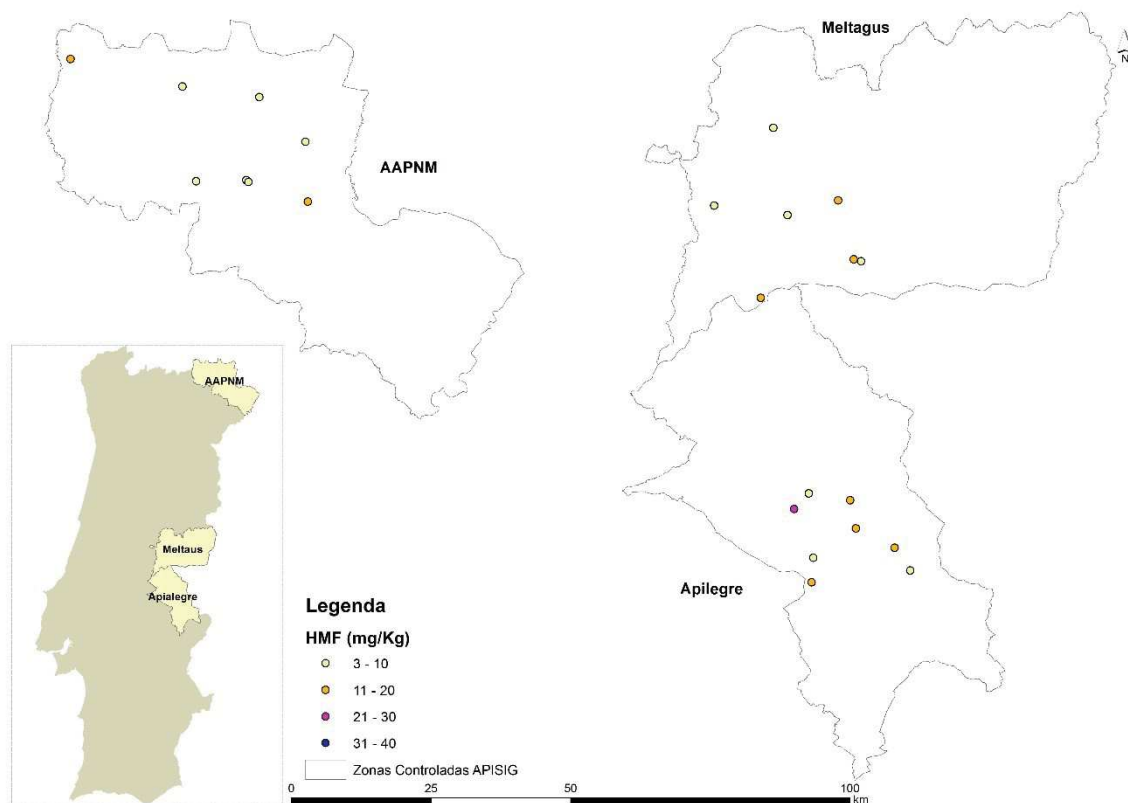 Meltagus
N
AAPNM
AAPNM
Meltaus
Apialegre
Apilegre
Legenda
HMF (mg/Kg)
3 - 10
11 - 20
21 - 30
31 - 40
Zonas Controladas APISIG
0 25 50 100
km